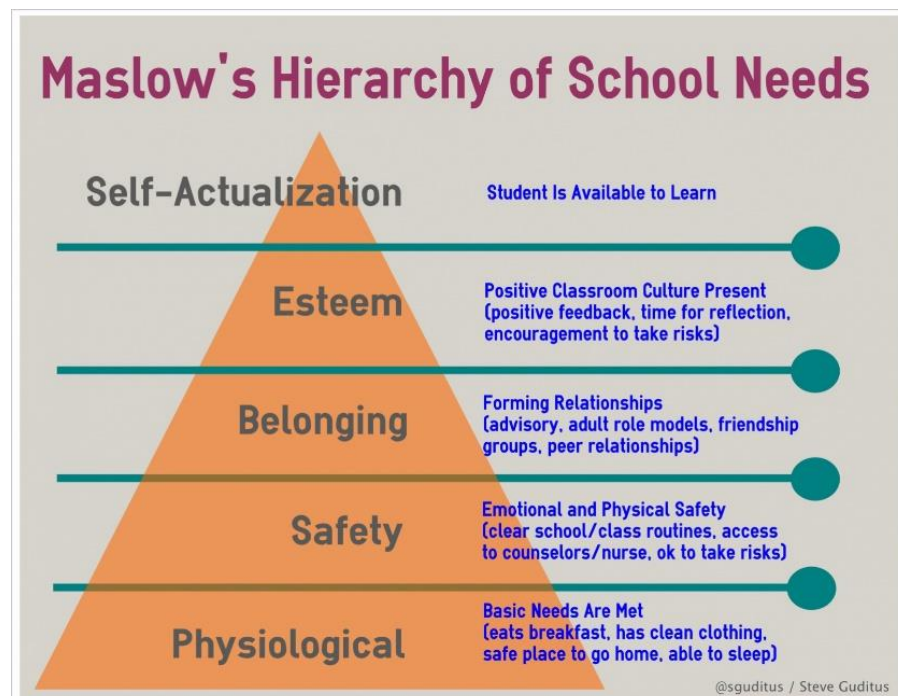 Maslow's Hierarchy of School Needs
Self-Actualization
Student Is Available to Learn
Esteem
Positive Classroom Culture Present
(positive feedback, time for reflection,
encouragement to take risks)
Belonging
Forming Relationships
(advisory, adult role models, friendship
groups, peer relationships)
Safety
Emotional and Physical Safety
(clear school/class routines, access
to counselors/nurse, ok to take risks)
Physiological
Basic Needs Are Met
(eats breakfast, has clean clothing,
safe place to go home, able to sleep)
@sguditus / Steve Guditus